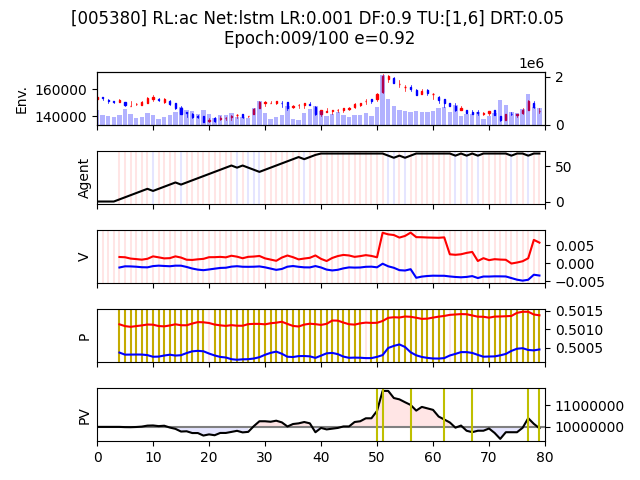 [005380] RL:ac Net:lstm LR:0.001 DF:0.9 TU:[1,6] DRT:0.05
Epoch:009/100 e=0.92
1e6
Env.
160000
140000
2
0
Agent
50
0
V
0.005
0.000
−0.005
P
0.5015
0.5010
0.5005
PV
11000000
10000000
0 10 20 30 40 50 60 70 80